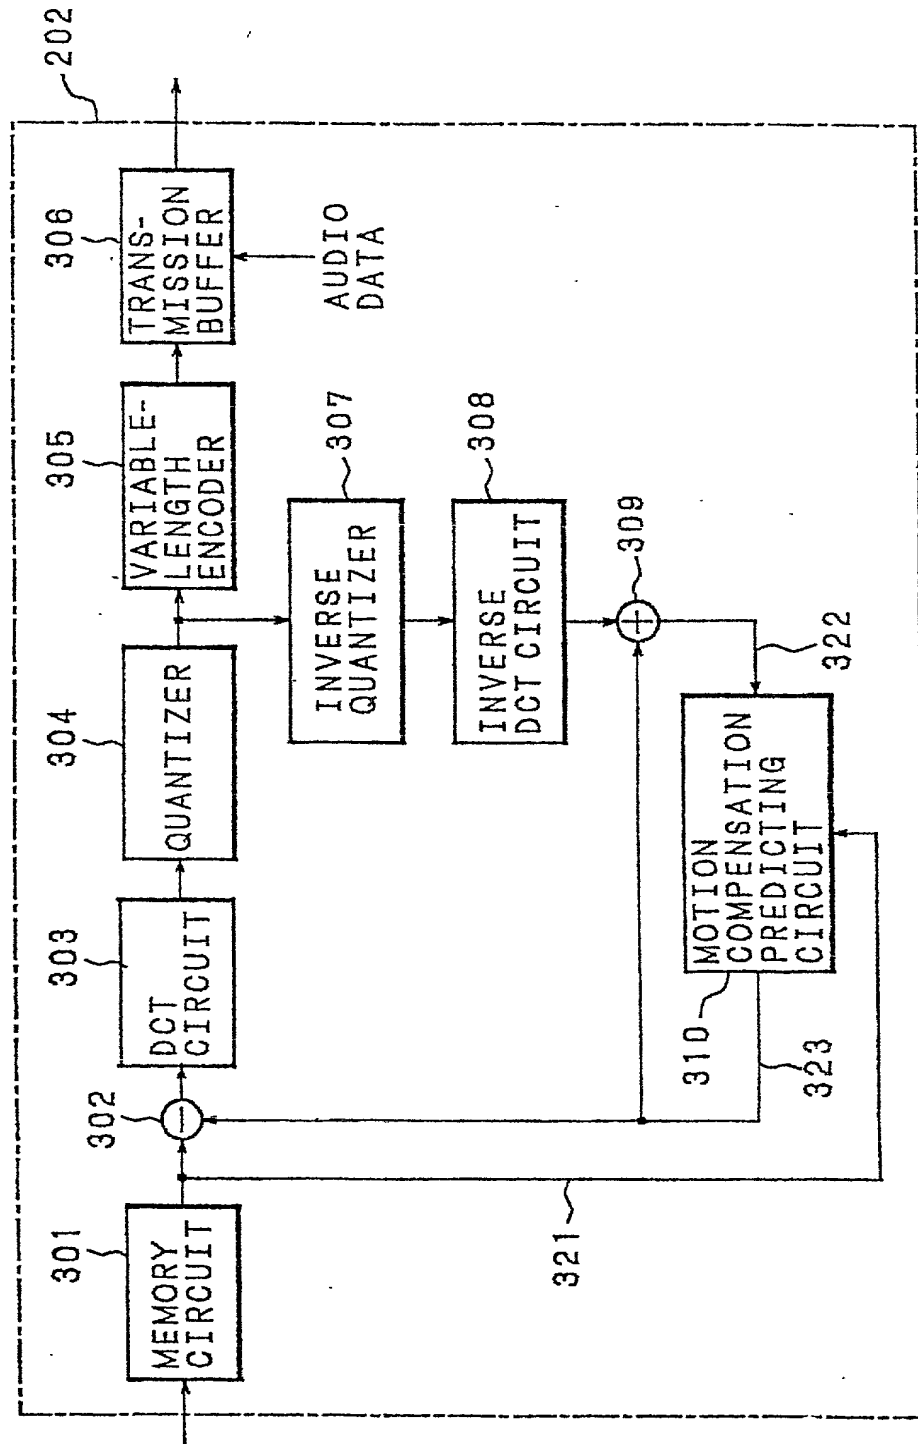 202
301
MEMORY
CIRCUIT
302
303
DCT
CIRCUIT
304
QUANTIZER
305
VARIABLE-
LENGTH
ENCODER
306
TRANS-
MISSION
BUFFER
AUDIO
DATA
307
INVERSE
QUANTIZER
308
INVERSE
DCT CIRCUIT
309
322
310
MOTION
COMPENSATION
PREDICTING
CIRCUIT
323
321